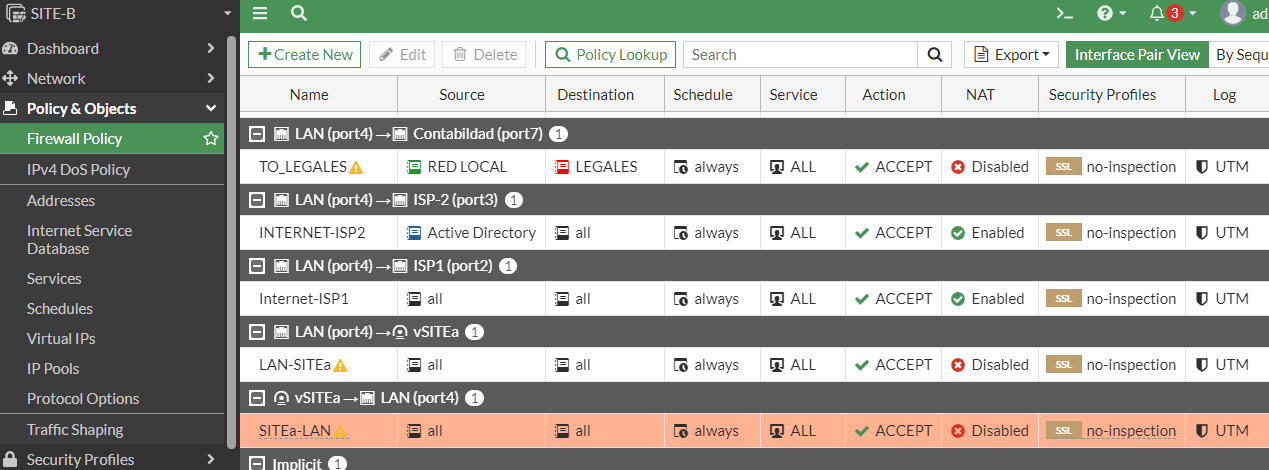 SITE-B
3
ad
Dashboard
Network
Policy & Objects
Firewall Policy
IPv4 DoS Policy
Addresses
Internet Service
Database
Services
Schedules
Virtual IPs
IP Pools
Protocol Options
Traffic Shaping
Security Profiles
Create New Edit Delete Policy Lookup Search Export Interface Pair View By Sequ
Name Source Destination Schedule Service Action NAT Security Profiles Log
LAN (port4) → Contabildad (port7) 1
TO_LEGALES RED LOCAL LEGALES always ALL ACCEPT Disabled SSL no-inspection UTM
LAN (port4) → ISP-2 (port3) 1
INTERNET-ISP2 Active Directory all always ALL ACCEPT Enabled SSL no-inspection UTM
LAN (port4) → ISP1 (port2) 1
Internet-ISP1 all all always ALL ACCEPT Enabled SSL no-inspection UTM
LAN (port4) → vSITEa 1
LAN-SITEa all all always ALL ACCEPT Disabled SSL no-inspection UTM
vSITEa → LAN (port4) 1
SITEa-LAN all all always ALL ACCEPT Disabled SSL no-inspection UTM
Implicit 1